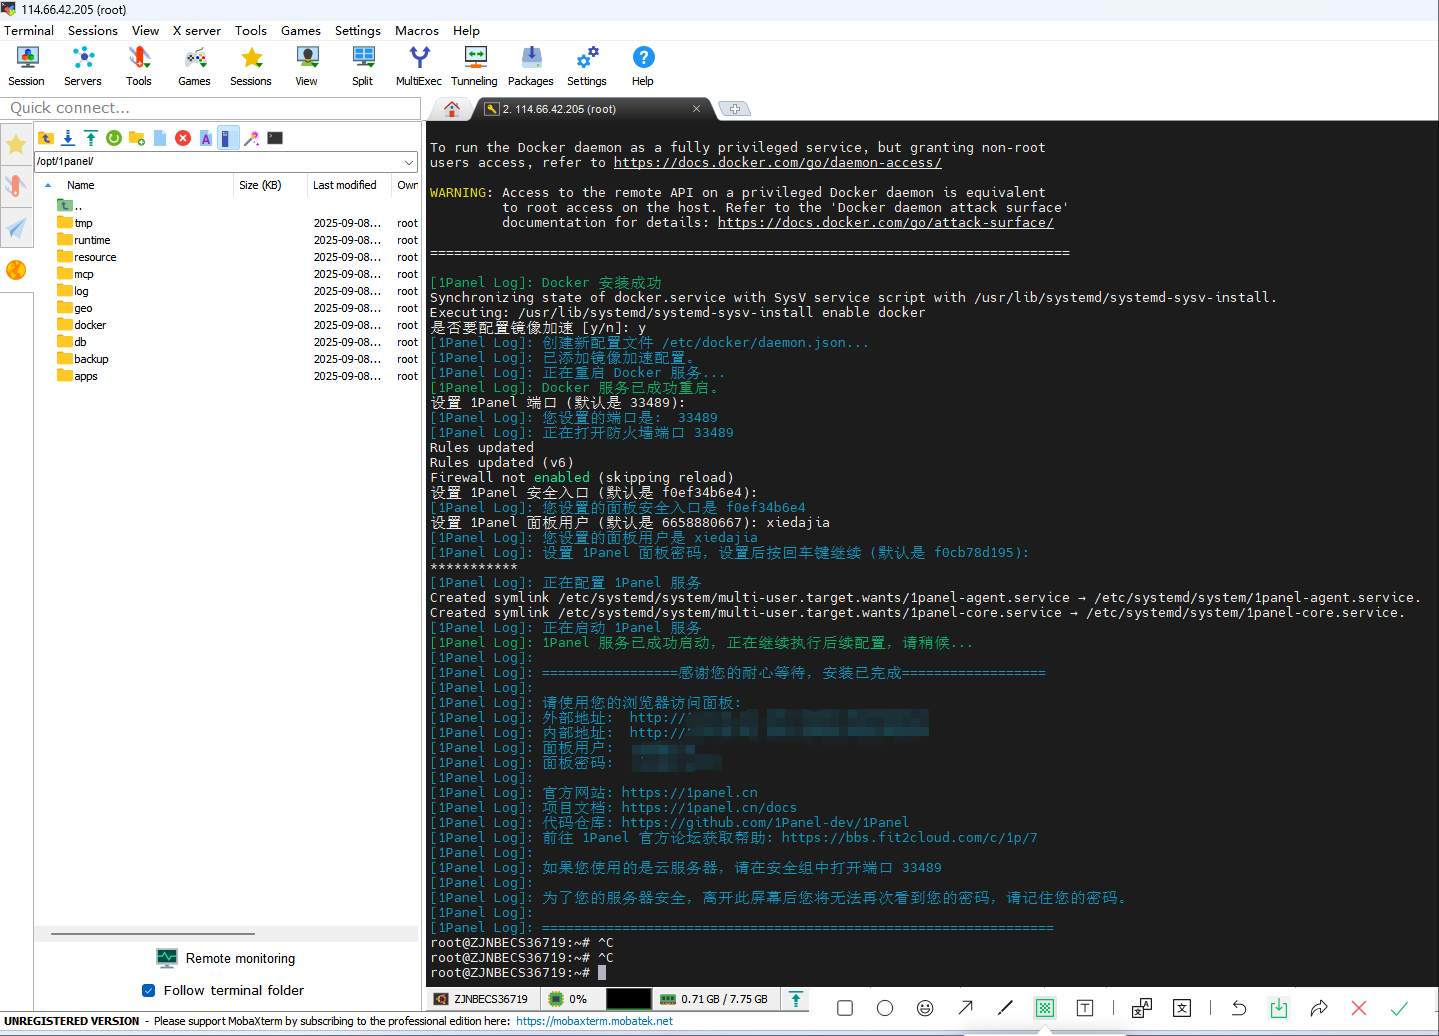 114.66.42.205 (root)
Terminal Sessions View X server Tools Games Settings Macros Help
Session Servers Tools Games Sessions View Split MultiExec Tunneling Packages Settings Help
Quick connect...
2. 114.66.42.205 (root)
/opt/1panel/
Name Size (KB) Last modified Own
..
tmp 2025-09-08... root
runtime 2025-09-08... root
resource 2025-09-08... root
mcp 2025-09-08... root
log 2025-09-08... root
geo 2025-09-08... root
docker 2025-09-08... root
db 2025-09-08... root
backup 2025-09-08... root
apps 2025-09-08... root
Remote monitoring
Follow terminal folder
To run the Docker daemon as a fully privileged service, but granting non-root
users access, refer to https://docs.docker.com/go/daemon-access/
WARNING: Access to the remote API on a privileged Docker daemon is equivalent
to root access on the host. Refer to the 'Docker daemon attack surface'
documentation for details: https://docs.docker.com/go/attack-surface/
================================================================================
[1Panel Log]: Docker 安装成功
Synchronizing state of docker.service with SysV service script with /usr/lib/systemd/systemd-sysv-install.
Executing: /usr/lib/systemd/systemd-sysv-install enable docker
是否要配置镜像加速 [y/n]: y
[1Panel Log]: 创建新配置文件 /etc/docker/daemon.json...
[1Panel Log]: 已添加镜像加速配置。
[1Panel Log]: 正在重启 Docker 服务...
[1Panel Log]: Docker 服务已成功重启。
设置 1Panel 端口 (默认是 33489):
[1Panel Log]: 您设置的端口是: 33489
[1Panel Log]: 正在打开防火墙端口 33489
Rules updated
Rules updated (v6)
Firewall not enabled (skipping reload)
设置 1Panel 安全入口 (默认是 f0ef34b6e4):
[1Panel Log]: 您设置的面板安全入口是 f0ef34b6e4
设置 1Panel 面板用户 (默认是 6658880667): xiedajia
[1Panel Log]: 您设置的面板用户是 xiedajia
[1Panel Log]: 设置 1Panel 面板密码，设置后按回车键继续 (默认是 f0cb78d195):
***********
[1Panel Log]: 正在配置 1Panel 服务
Created symlink /etc/systemd/system/multi-user.target.wants/1panel-agent.service → /etc/systemd/system/1panel-agent.service.
Created symlink /etc/systemd/system/multi-user.target.wants/1panel-core.service → /etc/systemd/system/1panel-core.service.
[1Panel Log]: 正在启动 1Panel 服务
[1Panel Log]: 1Panel 服务已成功启动，正在继续执行后续配置，请稍候...
[1Panel Log]:
[1Panel Log]: =================感谢您的耐心等待，安装已完成==================
[1Panel Log]:
[1Panel Log]: 请使用您的浏览器访问面板:
[1Panel Log]: 外部地址: http://
[1Panel Log]: 内部地址: http://
[1Panel Log]: 面板用户:
[1Panel Log]: 面板密码:
[1Panel Log]:
[1Panel Log]: 官方网站: https://1panel.cn
[1Panel Log]: 项目文档: https://1panel.cn/docs
[1Panel Log]: 代码仓库: https://github.com/1Panel-dev/1Panel
[1Panel Log]: 前往 1Panel 官方论坛获取帮助: https://bbs.fit2cloud.com/c/1p/7
[1Panel Log]:
[1Panel Log]: 如果您使用的是云服务器，请在安全组中打开端口 33489
[1Panel Log]:
[1Panel Log]: 为了您的服务器安全，离开此屏幕后您将无法再次看到您的密码，请记住您的密码。
[1Panel Log]:
[1Panel Log]: ================================================================
root@ZJNBECS36719:~# ^C
root@ZJNBECS36719:~# ^C
root@ZJNBECS36719:~#
ZJNBECS36719 0% 0.71 GB / 7.75 GB
UNREGISTERED VERSION - Please support MobaXterm by subscribing to the professional edition here: https://mobaxterm.mobatek.net